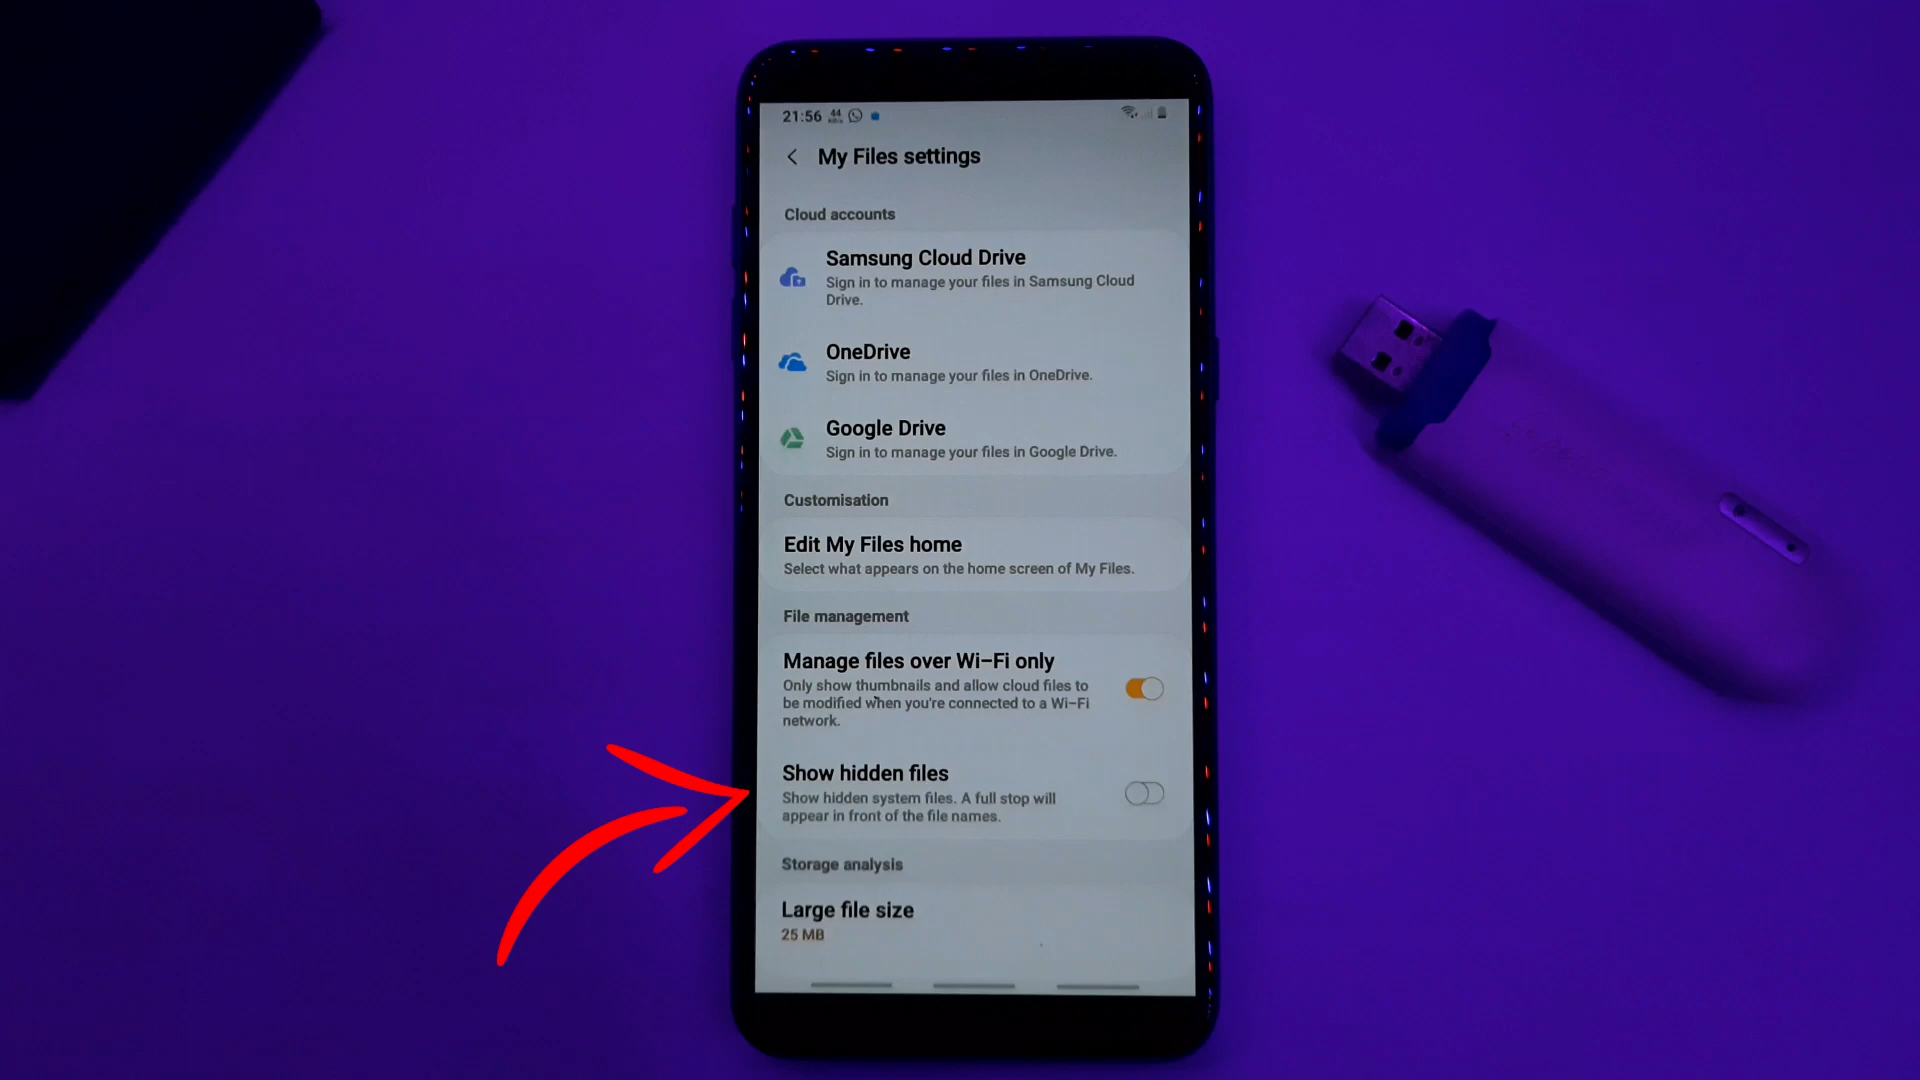 21:56 44
My Files settings
Cloud accounts
Samsung Cloud Drive
Sign in to manage your files in Samsung Cloud
Drive.
OneDrive
Sign in to manage your files in OneDrive.
Google Drive
Sign in to manage your files in Google Drive.
Customisation
Edit My Files home
Select what appears on the home screen of My Files.
File management
Manage files over Wi-Fi only
Only show thumbnails and allow cloud files to
be modified when you're connected to a Wi-Fi
network.
Show hidden files
Show hidden system files. A full stop will
appear in front of the file names.
Storage analysis
Large file size
25 MB